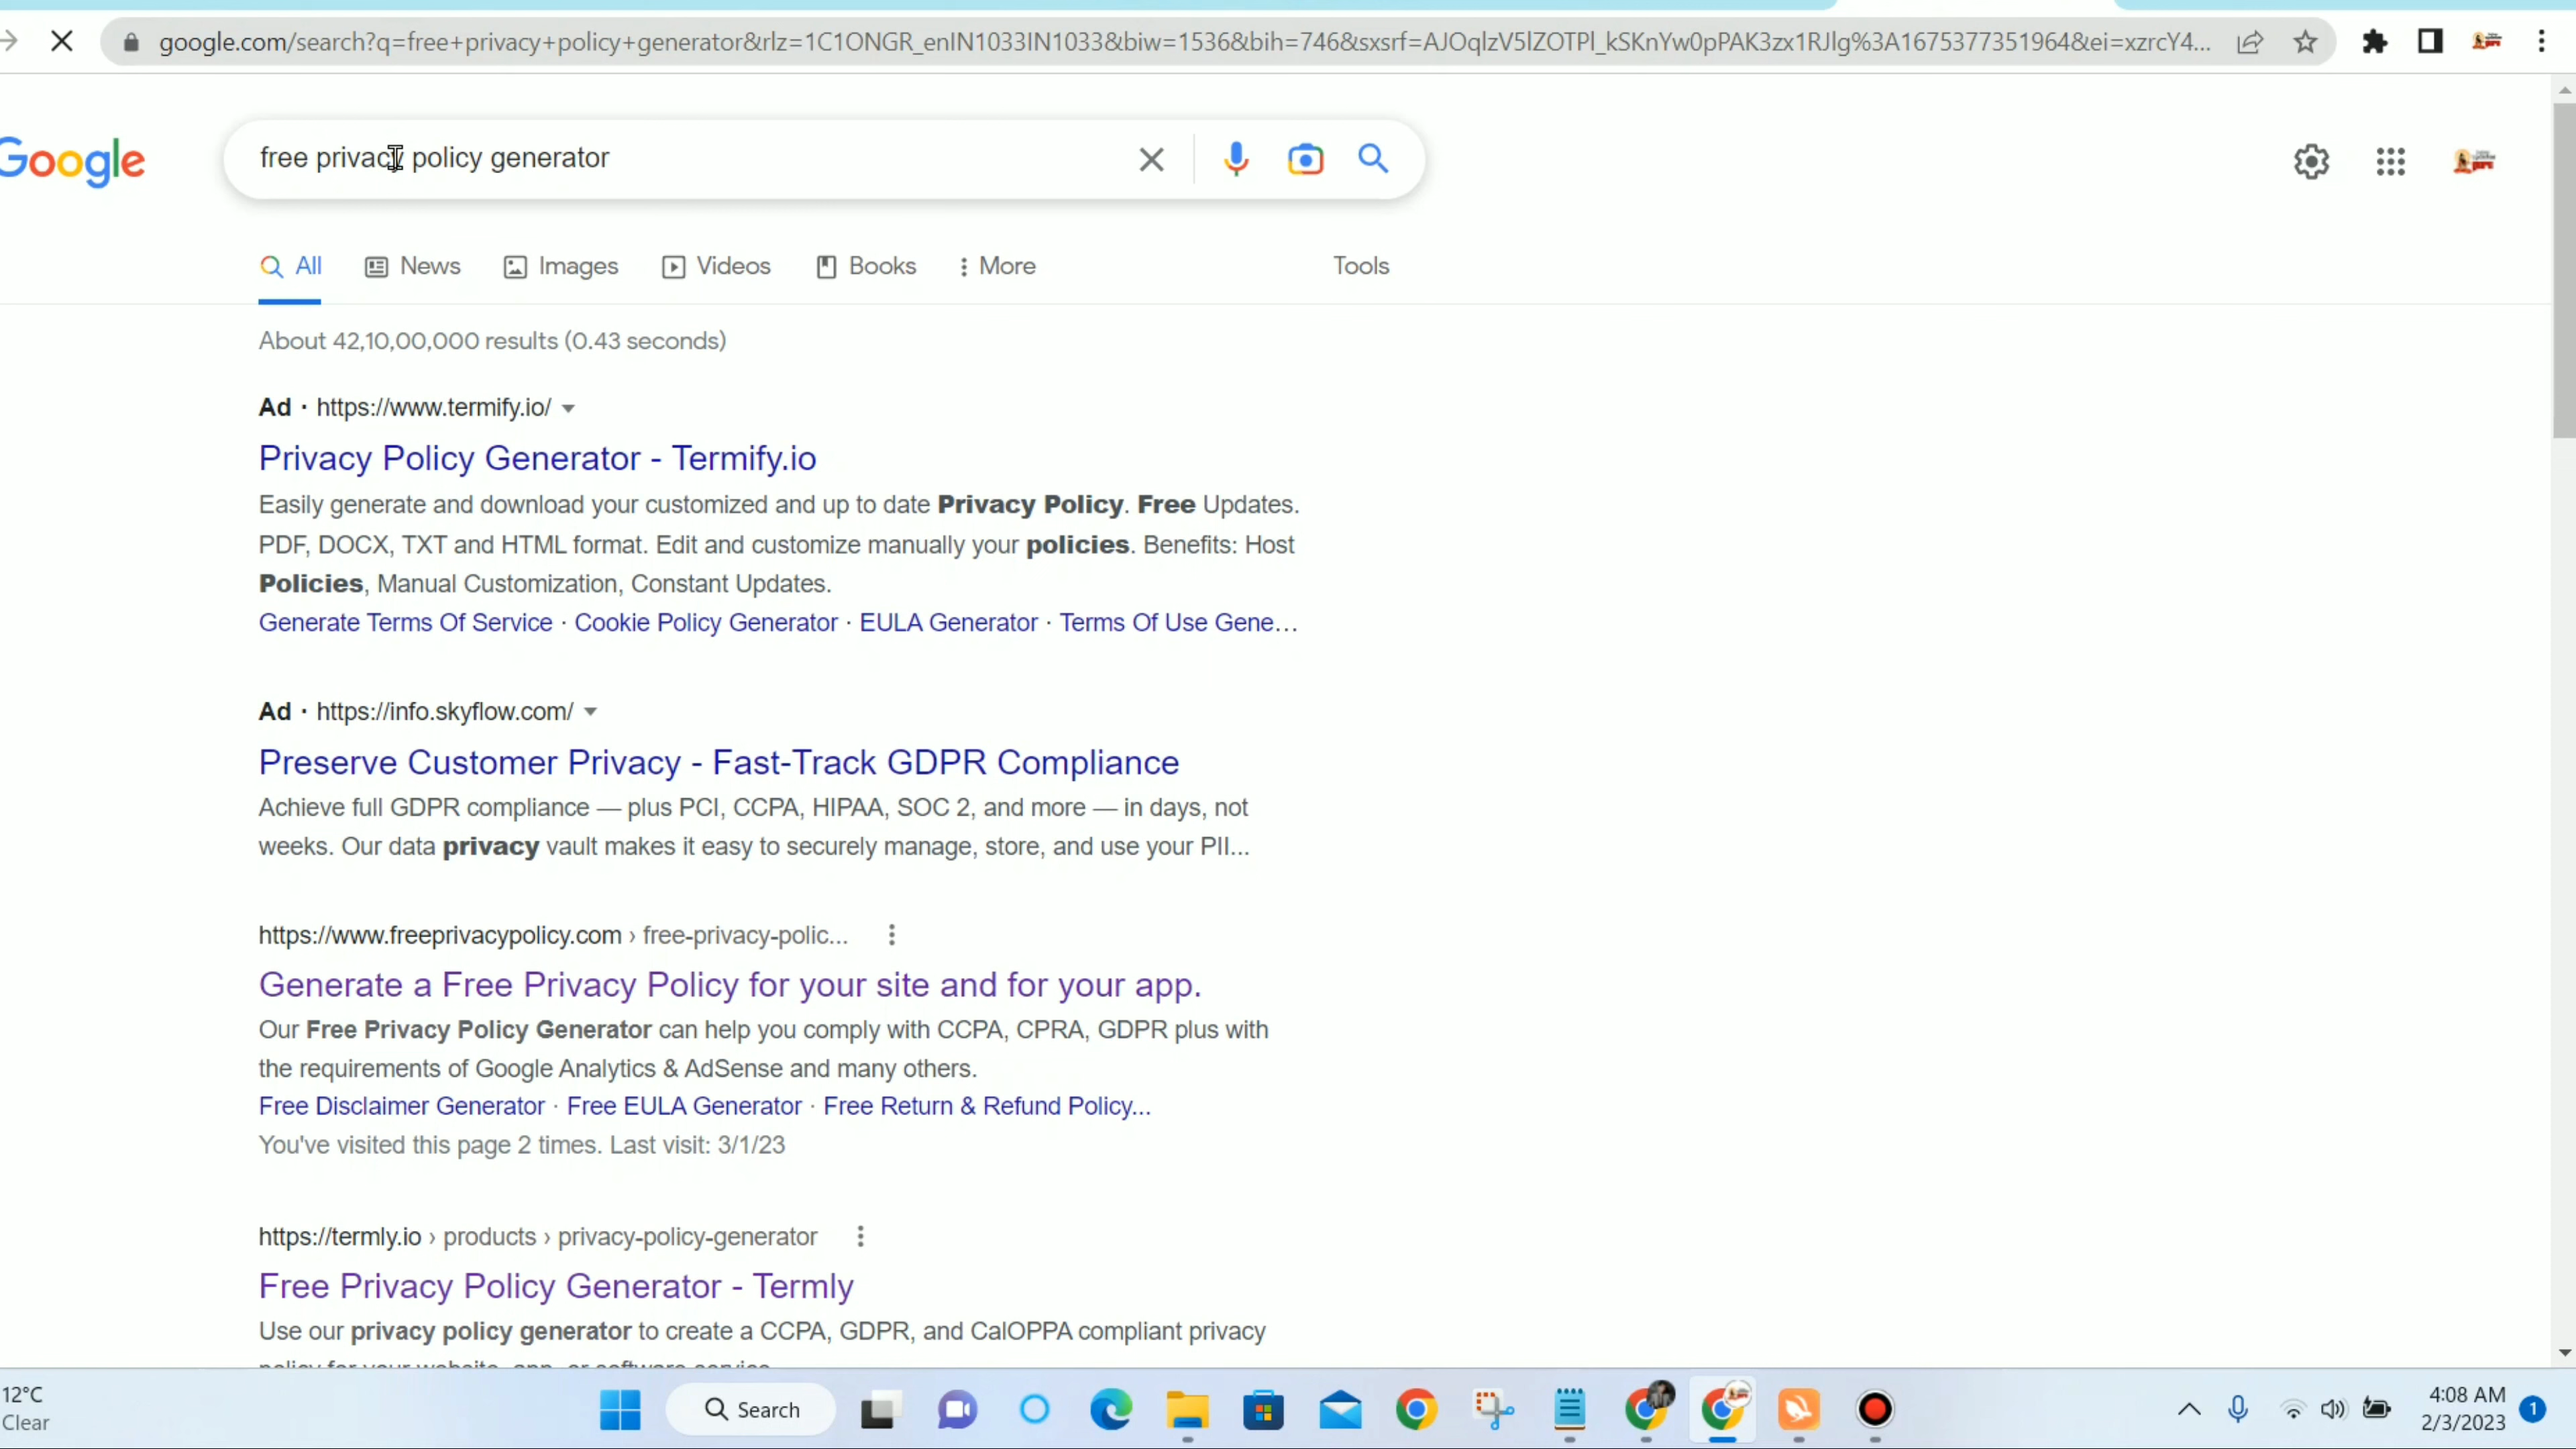 google.com/search?q=free+privacy+policy+generator&rlz=1C1ONGR_enIN1033IN1033&biw=1536&bih=746&sxsrf=AJOqlzV5lZOTPl_kSKnYw0pPAK3zx1RJlg%3A1675377351964&ei=xzrcY4...
Google
free privacy policy generator
All News Images Videos Books More Tools
About 42,10,00,000 results (0.43 seconds)
Ad · https://www.termify.io/
Privacy Policy Generator - Termify.io
Easily generate and download your customized and up to date Privacy Policy. Free Updates.
PDF, DOCX, TXT and HTML format. Edit and customize manually your policies. Benefits: Host
Policies, Manual Customization, Constant Updates.
Generate Terms Of Service · Cookie Policy Generator · EULA Generator · Terms Of Use Gene...
Ad · https://info.skyflow.com/
Preserve Customer Privacy - Fast-Track GDPR Compliance
Achieve full GDPR compliance — plus PCI, CCPA, HIPAA, SOC 2, and more — in days, not
weeks. Our data privacy vault makes it easy to securely manage, store, and use your PII...
https://www.freeprivacypolicy.com › free-privacy-polic...
Generate a Free Privacy Policy for your site and for your app.
Our Free Privacy Policy Generator can help you comply with CCPA, CPRA, GDPR plus with
the requirements of Google Analytics & AdSense and many others.
Free Disclaimer Generator · Free EULA Generator · Free Return & Refund Policy...
You've visited this page 2 times. Last visit: 3/1/23
https://termly.io › products › privacy-policy-generator
Free Privacy Policy Generator - Termly
Use our privacy policy generator to create a CCPA, GDPR, and CalOPPA compliant privacy
policy for your website, app, or software service.
12°C
Clear
Search
4:08 AM
2/3/2023
1